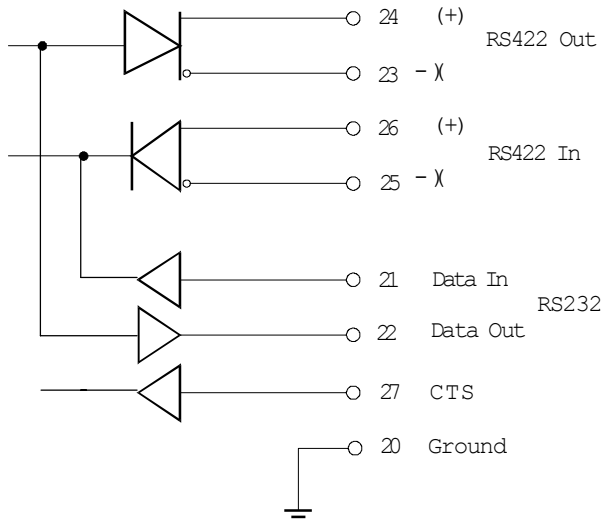 24 (+)
RS422 Out
23 -)(
26 (+)
RS422 In
25 -)(
21 Data In
RS232
22 Data Out
27 CTS
20 Ground